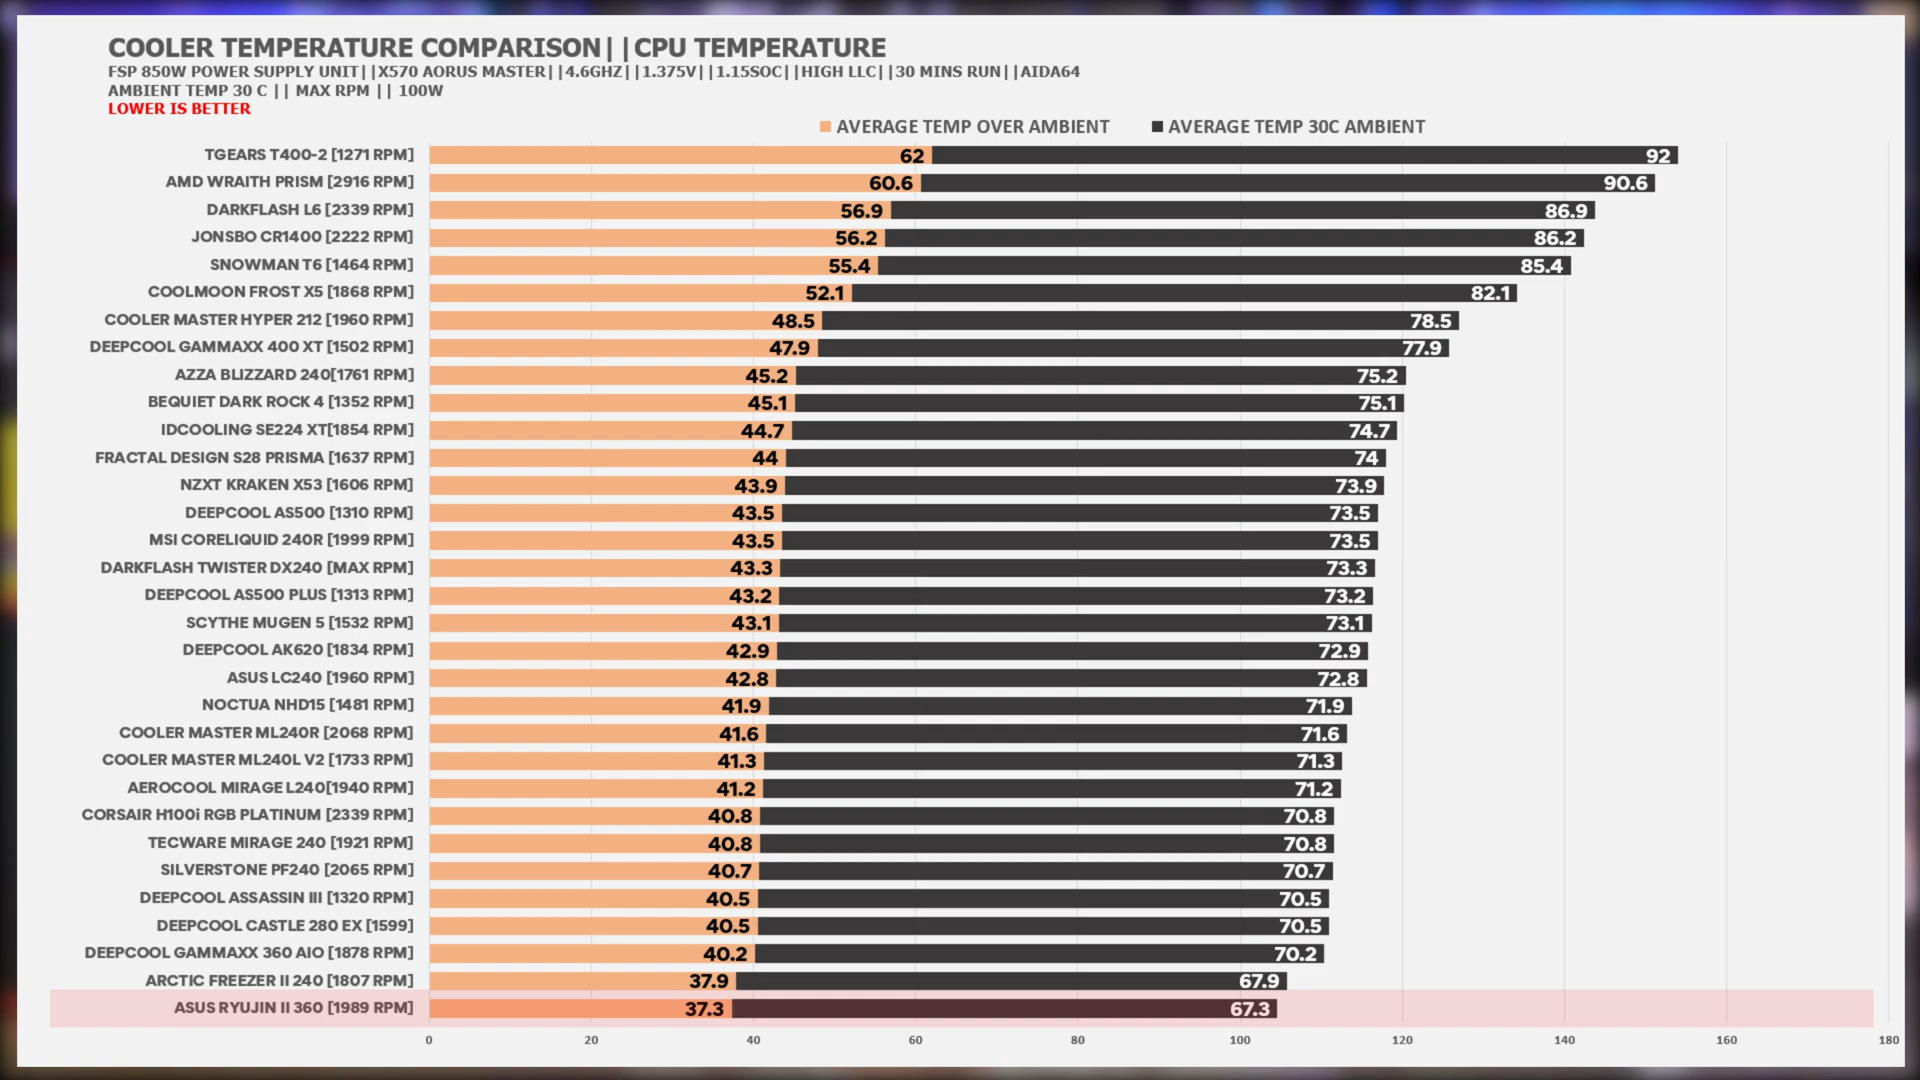 COOLER TEMPERATURE COMPARISON||CPU TEMPERATURE
FSP 850W POWER SUPPLY UNIT||X570 AORUS MASTER||4.6GHZ||1.375V||1.15SOC||HIGH LLC||30 MINS RUN||AIDA64
AMBIENT TEMP 30 C || MAX RPM || 100W
LOWER IS BETTER
AVERAGE TEMP OVER AMBIENT AVERAGE TEMP 30C AMBIENT
TGEARS T400-2 [1271 RPM] 62 92
AMD WRAITH PRISM [2916 RPM] 60.6 90.6
DARKFLASH L6 [2339 RPM] 56.9 86.9
JONSBO CR1400 [2222 RPM] 56.2 86.2
SNOWMAN T6 [1464 RPM] 55.4 85.4
COOLMOON FROST X5 [1868 RPM] 52.1 82.1
COOLER MASTER HYPER 212 [1960 RPM] 48.5 78.5
DEEPCOOL GAMMAXX 400 XT [1502 RPM] 47.9 77.9
AZZA BLIZZARD 240[1761 RPM] 45.2 75.2
BEQUIET DARK ROCK 4 [1352 RPM] 45.1 75.1
IDCOOLING SE224 XT[1854 RPM] 44.7 74.7
FRACTAL DESIGN S28 PRISMA [1637 RPM] 44 74
NZXT KRAKEN X53 [1606 RPM] 43.9 73.9
DEEPCOOL AS500 [1310 RPM] 43.5 73.5
MSI CORELIQUID 240R [1999 RPM] 43.5 73.5
DARKFLASH TWISTER DX240 [MAX RPM] 43.3 73.3
DEEPCOOL AS500 PLUS [1313 RPM] 43.2 73.2
SCYTHE MUGEN 5 [1532 RPM] 43.1 73.1
DEEPCOOL AK620 [1834 RPM] 42.9 72.9
ASUS LC240 [1960 RPM] 42.8 72.8
NOCTUA NHD15 [1481 RPM] 41.9 71.9
COOLER MASTER ML240R [2068 RPM] 41.6 71.6
COOLER MASTER ML240L V2 [1733 RPM] 41.3 71.3
AEROCOOL MIRAGE L240[1940 RPM] 41.2 71.2
CORSAIR H100i RGB PLATINUM [2339 RPM] 40.8 70.8
TECWARE MIRAGE 240 [1921 RPM] 40.8 70.8
SILVERSTONE PF240 [2065 RPM] 40.7 70.7
DEEPCOOL ASSASSIN III [1320 RPM] 40.5 70.5
DEEPCOOL CASTLE 280 EX [1599] 40.5 70.5
DEEPCOOL GAMMAXX 360 AIO [1878 RPM] 40.2 70.2
ARCTIC FREEZER II 240 [1807 RPM] 37.9 67.9
ASUS RYUJIN II 360 [1989 RPM] 37.3 67.3
0 20 40 60 80 100 120 140 160 180